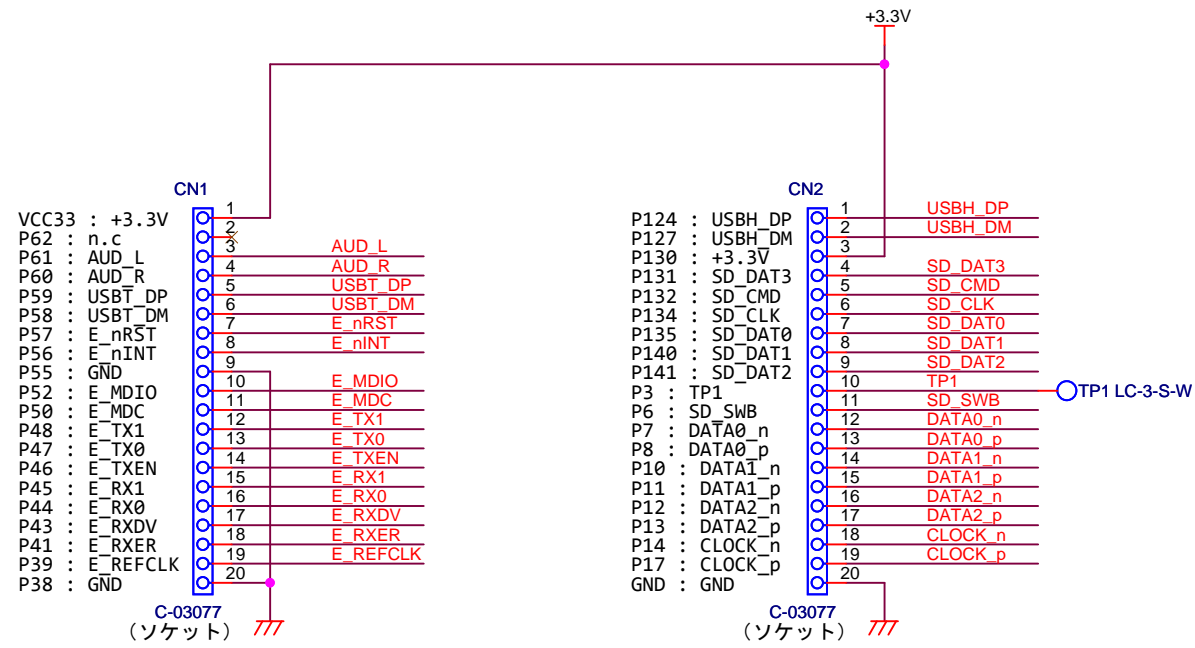 +3.3V
CN1
VCC33 : +3.3V
P62 : n.c
P61 : AUD_L
P60 : AUD_R
P59 : USBT_DP
P58 : USBT_DM
P57 : E_nRST
P56 : E_nINT
P55 : GND
P52 : E_MDIO
P50 : E_MDC
P48 : E_TX1
P47 : E_TX0
P46 : E_TXEN
P45 : E_RX1
P44 : E_RX0
P43 : E_RXDV
P41 : E_RXER
P39 : E_REFCLK
P38 : GND
1
2
3 AUD_L
4 AUD_R
5 USBT_DP
6 USBT_DM
7 E_nRST
8 E_nINT
9
10 E_MDIO
11 E_MDC
12 E_TX1
13 E_TX0
14 E_TXEN
15 E_RX1
16 E_RX0
17 E_RXDV
18 E_RXER
19 E_REFCLK
20
C-03077
(ソケット)
CN2
P124 : USBH_DP
P127 : USBH_DM
P130 : +3.3V
P131 : SD_DAT3
P132 : SD_CMD
P134 : SD_CLK
P135 : SD_DAT0
P140 : SD_DAT1
P141 : SD_DAT2
P3 : TP1
P6 : SD_SWB
P7 : DATA0_n
P8 : DATA0_p
P10 : DATA1_n
P11 : DATA1_p
P12 : DATA2_n
P13 : DATA2_p
P14 : CLOCK_n
P17 : CLOCK_p
GND : GND
1 USBH_DP
2 USBH_DM
3
4 SD_DAT3
5 SD_CMD
6 SD_CLK
7 SD_DAT0
8 SD_DAT1
9 SD_DAT2
10 TP1
11 SD_SWB
12 DATA0_n
13 DATA0_p
14 DATA1_n
15 DATA1_p
16 DATA2_n
17 DATA2_p
18 CLOCK_n
19 CLOCK_p
20
TP1 LC-3-S-W
C-03077
(ソケット)